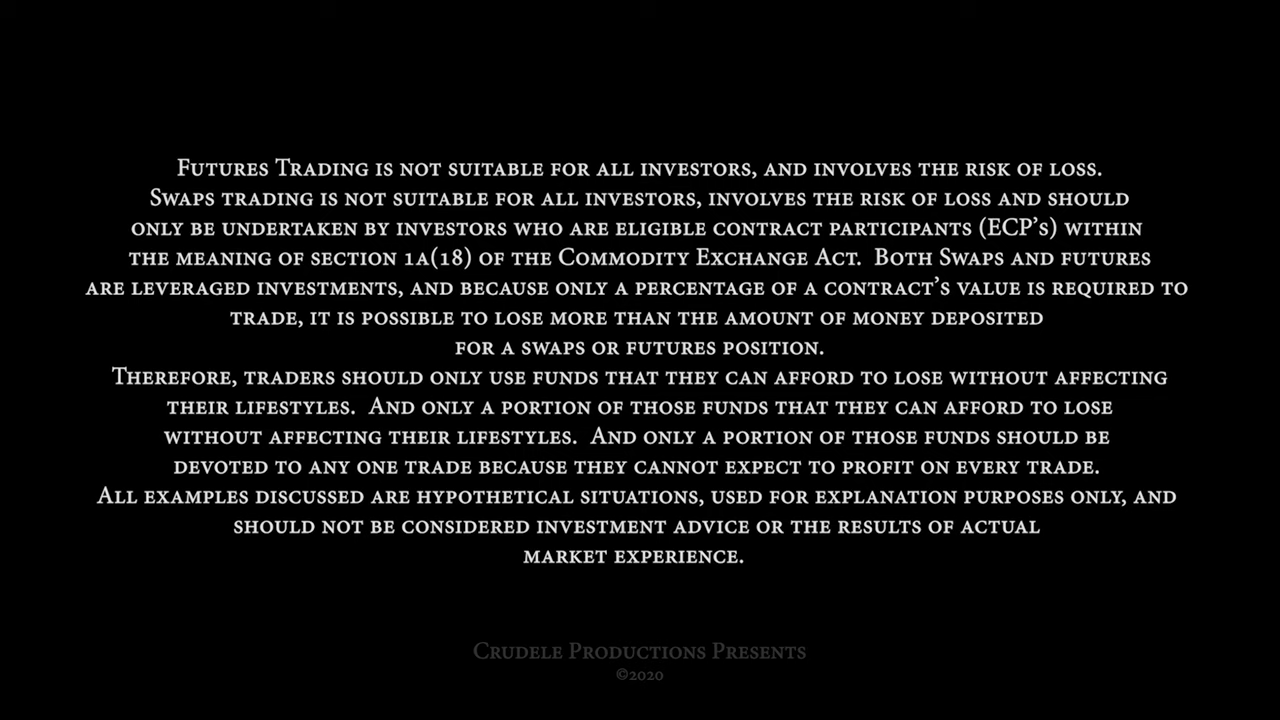 Futures Trading is not suitable for all investors, and involves the risk of loss.
Swaps trading is not suitable for all investors, involves the risk of loss and should
only be undertaken by investors who are eligible contract participants (ECP's) within
the meaning of section 1a(18) of the Commodity Exchange Act.  Both Swaps and futures
are leveraged investments, and because only a percentage of a contract's value is required to
trade, it is possible to lose more than the amount of money deposited
for a swaps or futures position.
Therefore, traders should only use funds that they can afford to lose without affecting
their lifestyles.  And only a portion of those funds that they can afford to lose
without affecting their lifestyles.  And only a portion of those funds should be
devoted to any one trade because they cannot expect to profit on every trade.
All examples discussed are hypothetical situations, used for explanation purposes only, and
should not be considered investment advice or the results of actual
market experience.
Crudele Productions Presents
©2020